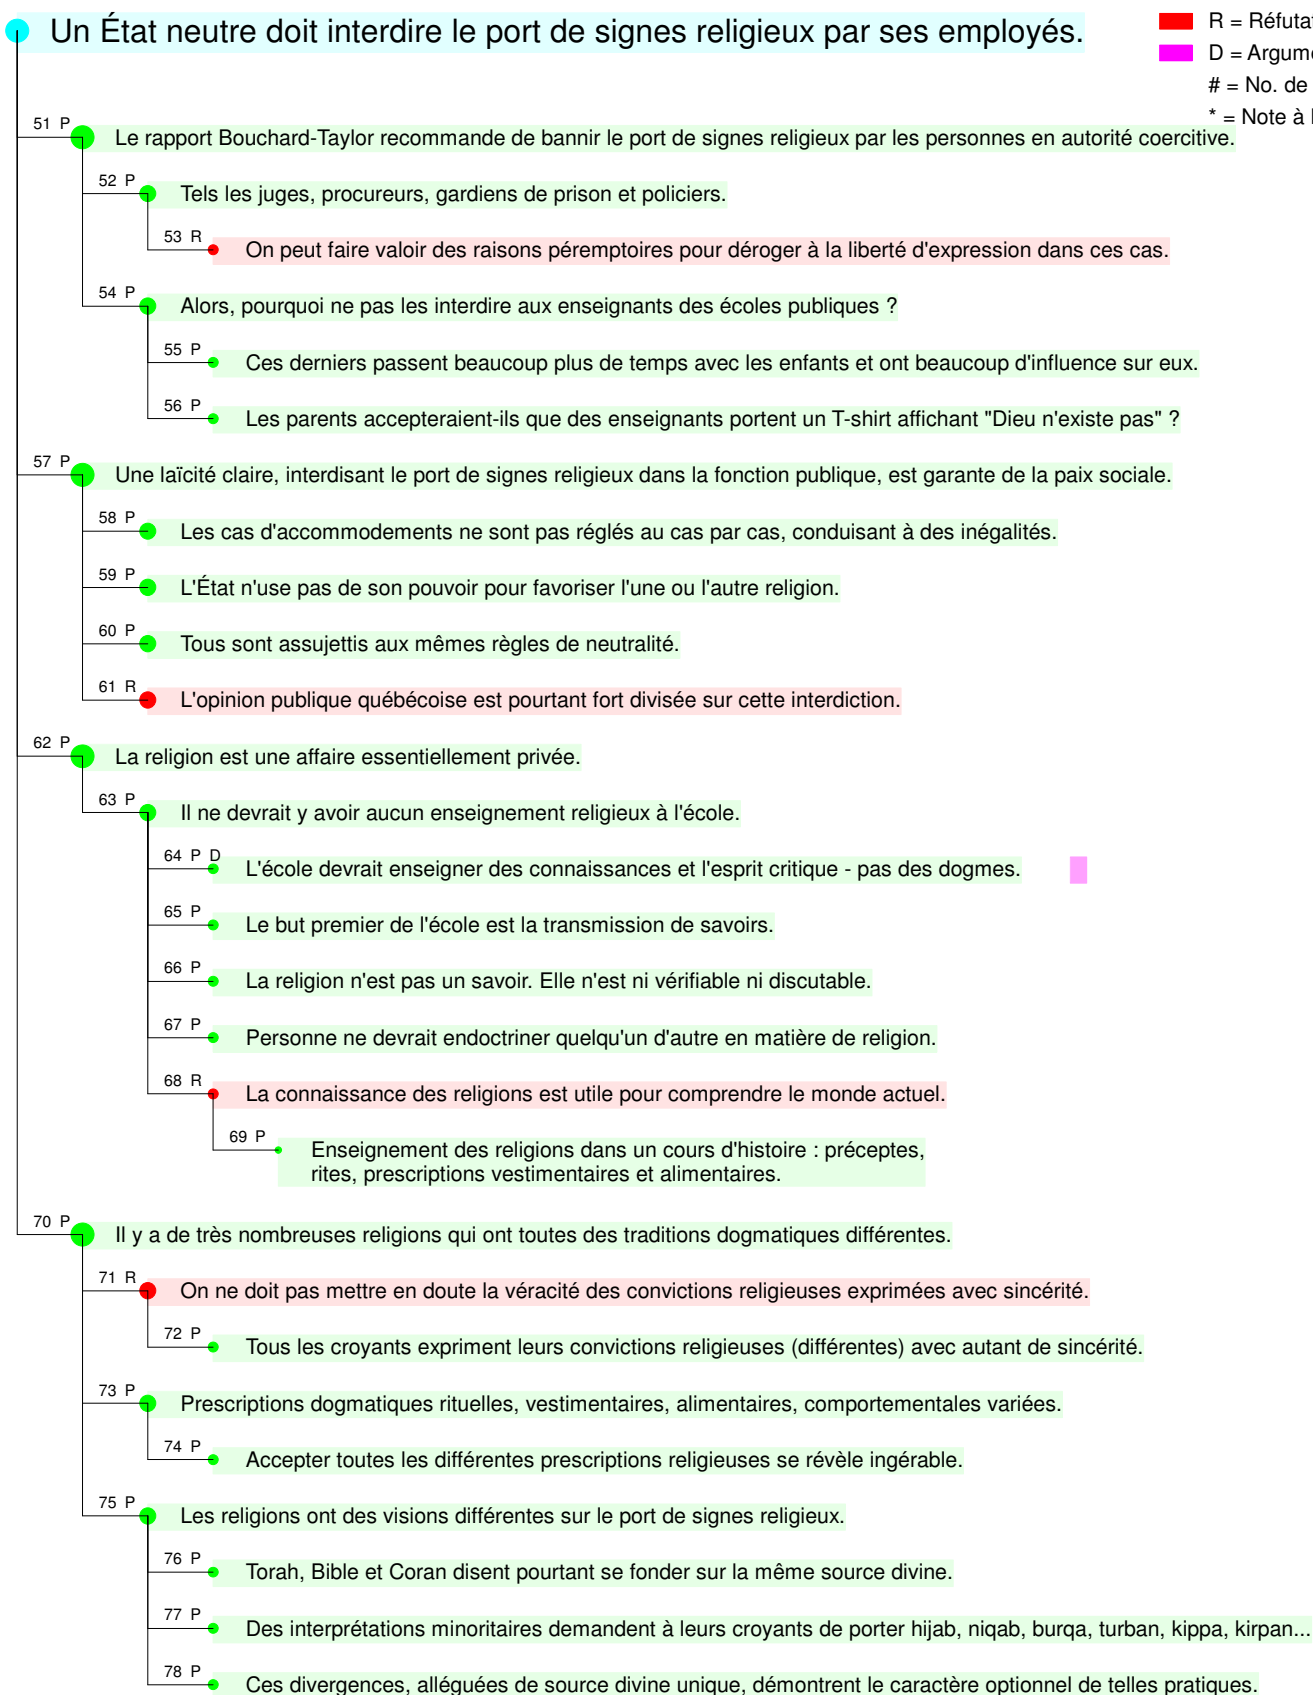 Un État neutre doit interdire le port de signes religieux par ses employés.
R = Réfuta
D = Argum
# = No. de
* = Note à
51 P
Le rapport Bouchard-Taylor recommande de bannir le port de signes religieux par les personnes en autorité coercitive.
52 P
Tels les juges, procureurs, gardiens de prison et policiers.
53 R
On peut faire valoir des raisons péremptoires pour déroger à la liberté d'expression dans ces cas.
54 P
Alors, pourquoi ne pas les interdire aux enseignants des écoles publiques ?
55 P
Ces derniers passent beaucoup plus de temps avec les enfants et ont beaucoup d'influence sur eux.
56 P
Les parents accepteraient-ils que des enseignants portent un T-shirt affichant "Dieu n'existe pas" ?
57 P
Une laïcité claire, interdisant le port de signes religieux dans la fonction publique, est garante de la paix sociale.
58 P
Les cas d'accommodements ne sont pas réglés au cas par cas, conduisant à des inégalités.
59 P
L'État n'use pas de son pouvoir pour favoriser l'une ou l'autre religion.
60 P
Tous sont assujettis aux mêmes règles de neutralité.
61 R
L'opinion publique québécoise est pourtant fort divisée sur cette interdiction.
62 P
La religion est une affaire essentiellement privée.
63 P
Il ne devrait y avoir aucun enseignement religieux à l'école.
64 P D
L'école devrait enseigner des connaissances et l'esprit critique - pas des dogmes.
65 P
Le but premier de l'école est la transmission de savoirs.
66 P
La religion n'est pas un savoir. Elle n'est ni vérifiable ni discutable.
67 P
Personne ne devrait endoctriner quelqu'un d'autre en matière de religion.
68 R
La connaissance des religions est utile pour comprendre le monde actuel.
69 P
Enseignement des religions dans un cours d'histoire : préceptes,
rites, prescriptions vestimentaires et alimentaires.
70 P
Il y a de très nombreuses religions qui ont toutes des traditions dogmatiques différentes.
71 R
On ne doit pas mettre en doute la véracité des convictions religieuses exprimées avec sincérité.
72 P
Tous les croyants expriment leurs convictions religieuses (différentes) avec autant de sincérité.
73 P
Prescriptions dogmatiques rituelles, vestimentaires, alimentaires, comportementales variées.
74 P
Accepter toutes les différentes prescriptions religieuses se révèle ingérable.
75 P
Les religions ont des visions différentes sur le port de signes religieux.
76 P
Torah, Bible et Coran disent pourtant se fonder sur la même source divine.
77 P
Des interprétations minoritaires demandent à leurs croyants de porter hijab, niqab, burqa, turban, kippa, kirpan...
78 P
Ces divergences, alléguées de source divine unique, démontrent le caractère optionnel de telles pratiques.